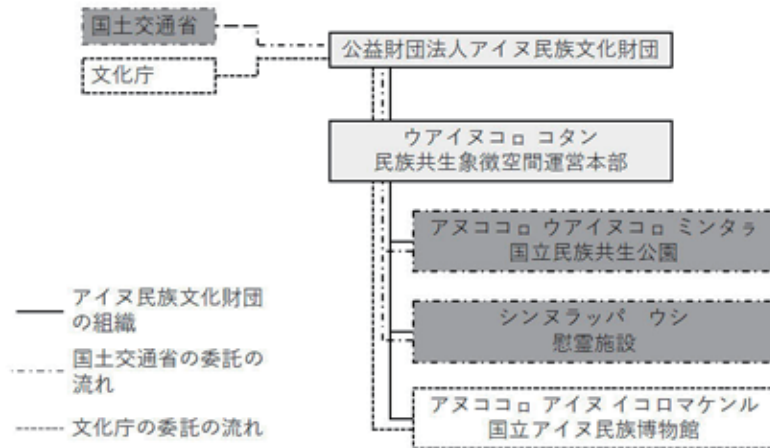 国土交通省
文化庁
公益財団法人アイヌ民族文化財団
ウアイヌコㇿ コタン
民族共生象徴空間運営本部
アヌココㇿ ウアイヌコㇿ ミンタㇻ
国立民族共生公園
シンヌラッパ ウシ
慰霊施設
アヌココㇿ アイヌ イコロマケンル
国立アイヌ民族博物館
アイヌ民族文化財団
の組織
国土交通省の委託の
流れ
文化庁の委託の流れ